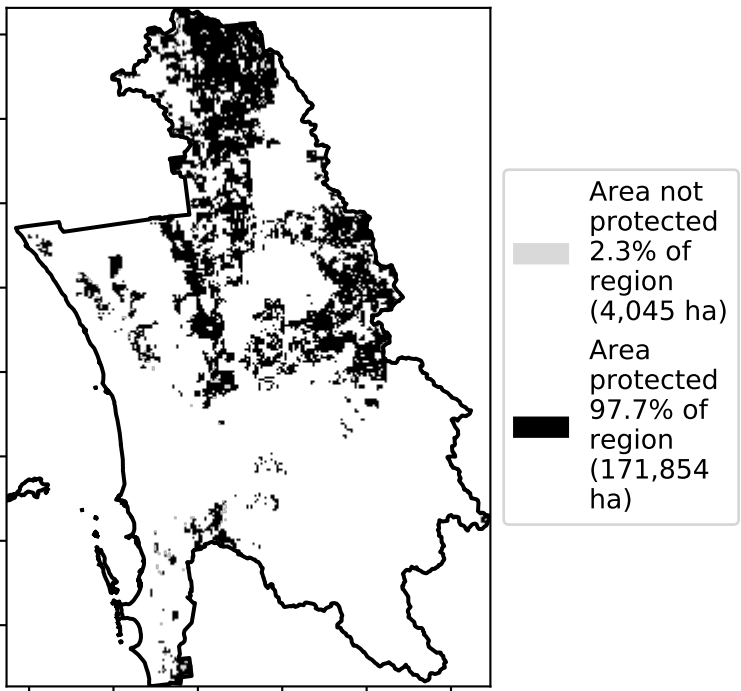 Area not
protected
2.3% of
region
(4,045 ha)
Area
protected
97.7% of
region
(171,854
ha)